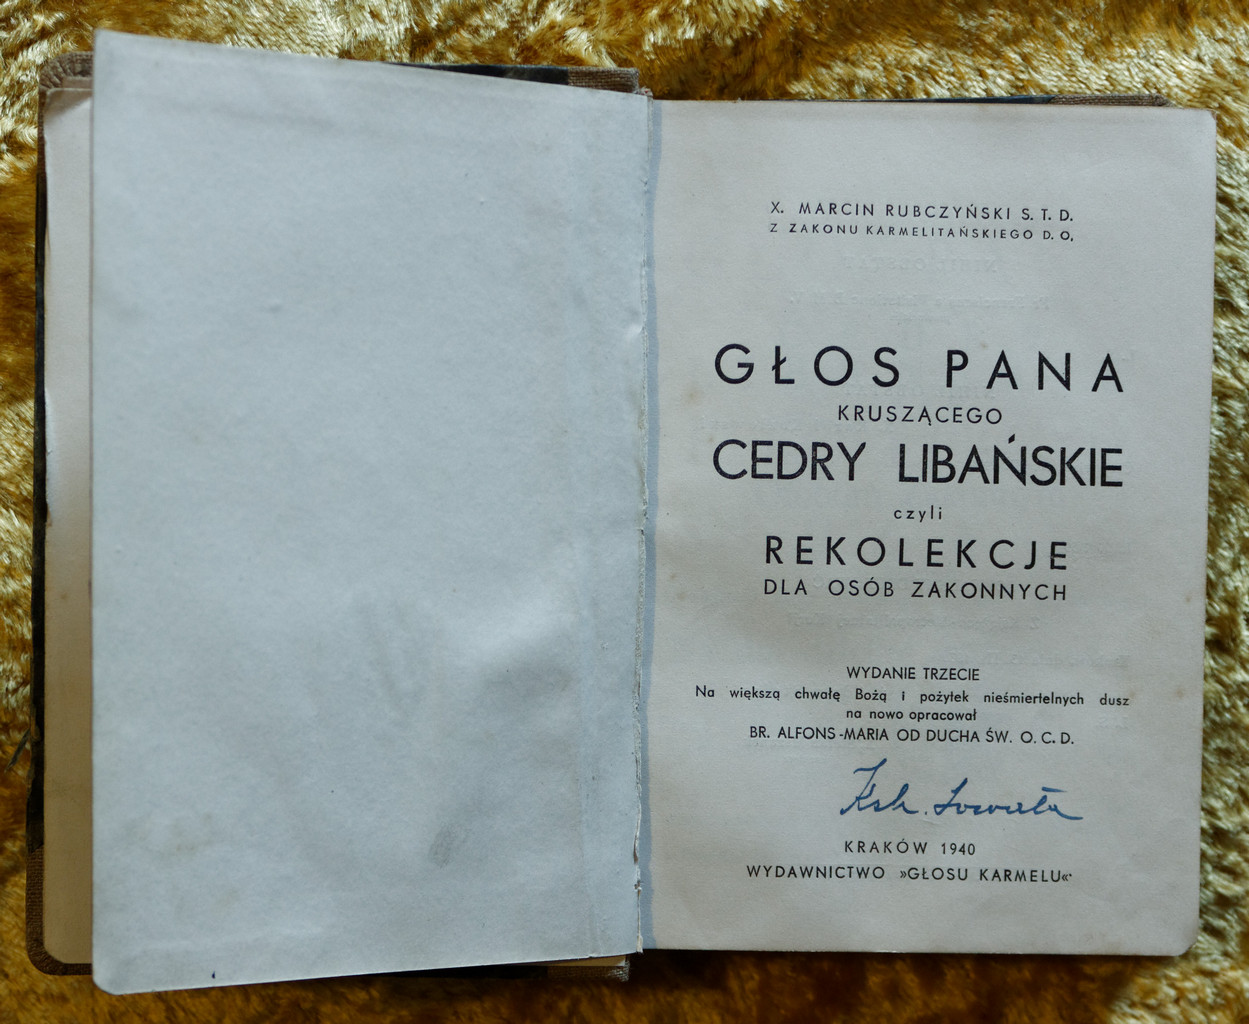 X. MARCIN RUBCZYŃSKI S. T. D.
Z ZAKONU KARMELITAŃSKIEGO D. O.
GŁOS PANA
KRUSZĄCEGO
CEDRY LIBAŃSKIE
czyli
REKOLEKCJE
DLA OSÓB ZAKONNYCH
WYDANIE TRZECIE
Na większą chwałę Bożą i pożytek nieśmiertelnych dusz
na nowo opracował
BR. ALFONS-MARIA OD DUCHA ŚW. O. C. D.
KRAKÓW 1940
WYDAWNICTWO »GŁOSU KARMELU«